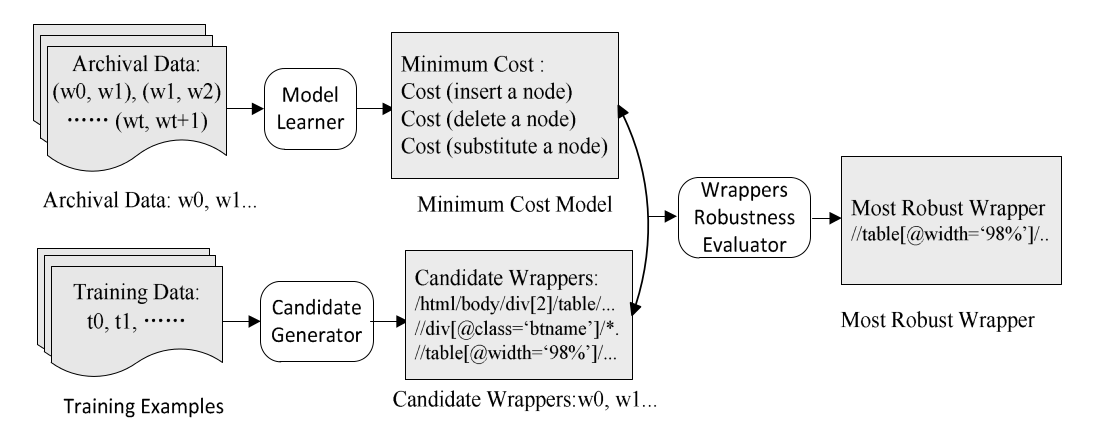 Archival Data:
(w0, w1), (w1, w2)
…… (wt, wt+1)
Archival Data: w0, w1...
Model
Learner
Minimum Cost :
Cost (insert a node)
Cost (delete a node)
Cost (substitute a node)
Minimum Cost Model
Training Data:
t0, t1, ……
Training Examples
Candidate
Generator
Candidate Wrappers:
/html/body/div[2]/table/...
//div[@class=‘btname’]/*.
//table[@width=‘98%’]/...
Candidate Wrappers:w0, w1...
Wrappers
Robustness
Evaluator
Most Robust Wrapper
//table[@width=‘98%’]/..
Most Robust Wrapper